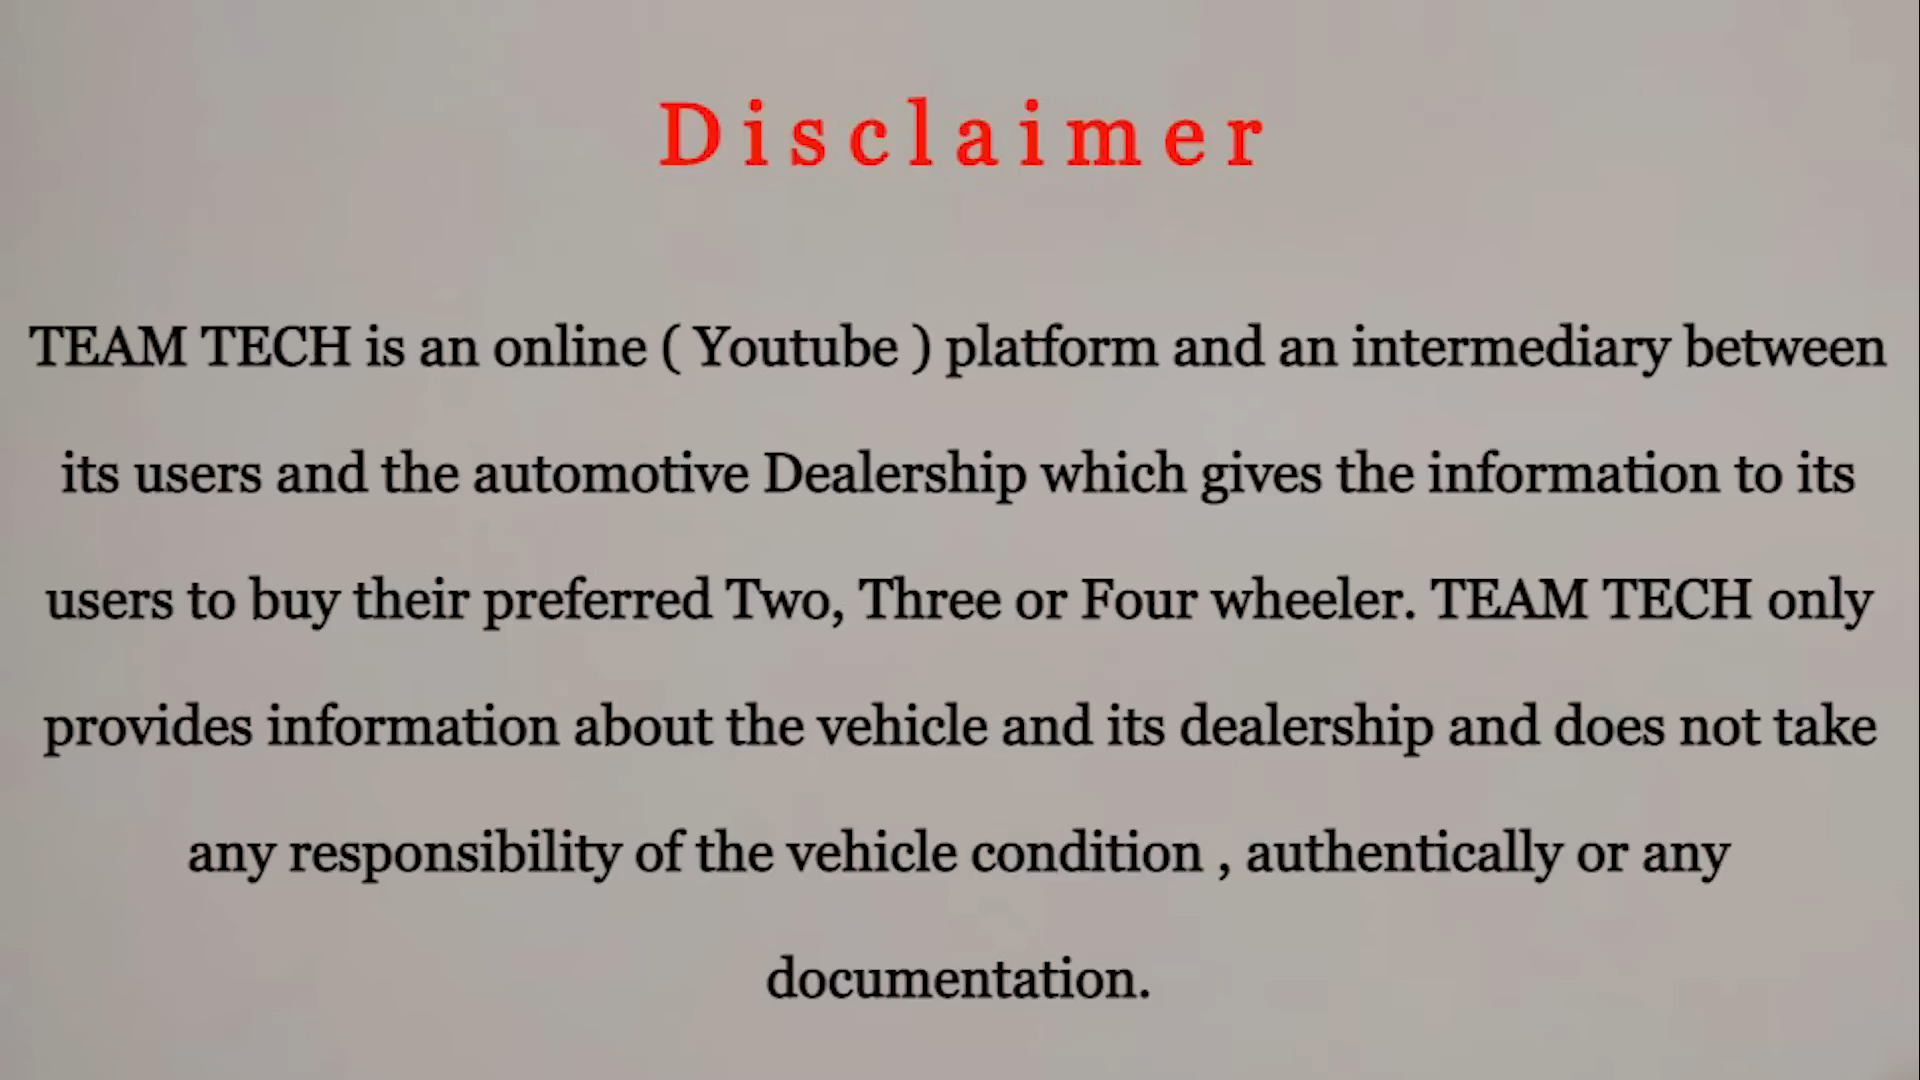 Disclaimer
TEAM TECH is an online ( Youtube ) platform and an intermediary between
its users and the automotive Dealership which gives the information to its
users to buy their preferred Two, Three or Four wheeler. TEAM TECH only
provides information about the vehicle and its dealership and does not take
any responsibility of the vehicle condition , authentically or any
documentation.